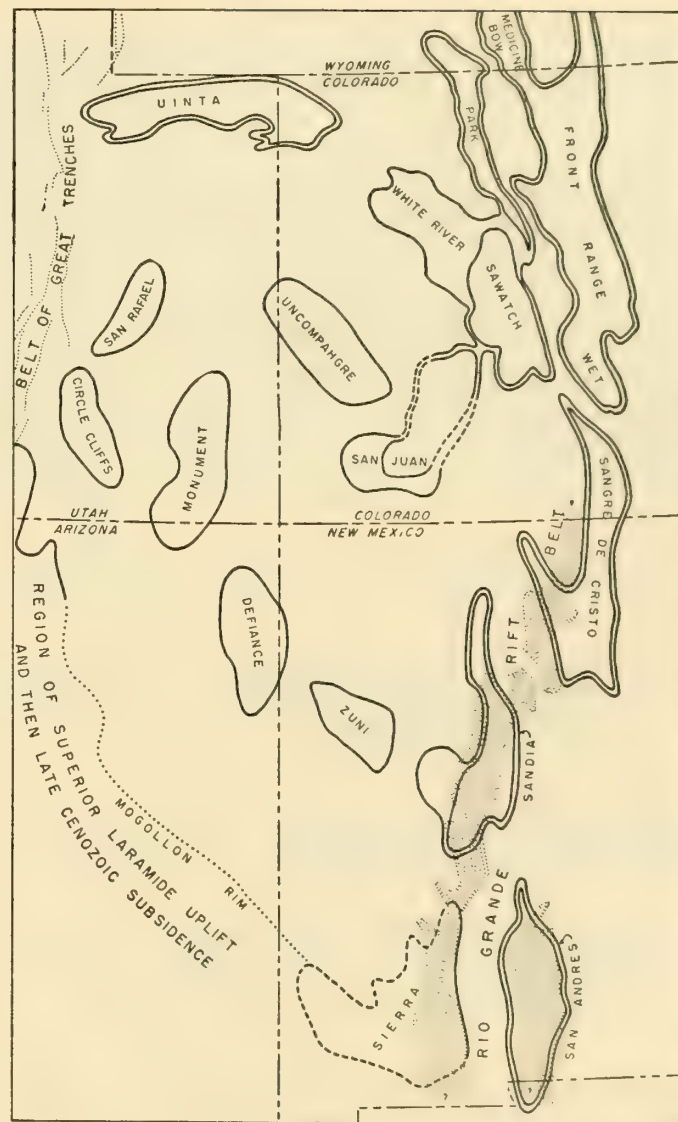 WYOMING
COLORADO
MEDICINE
BOW
UINTA
PARK
FRONT
RANGE
WET
BELT OF GREAT TRENCHES
WHITE RIVER
SAWATCH
SAN RAFAEL
UNCOMPAHGRE
CIRCLE CLIFFS
MONUMENT
SAN JUAN
UTAH
ARIZONA
COLORADO
NEW MEXICO
SANGRE DE CRISTO
BELT
RIFT
DEFIANCE
ZUNI
SANDIA
REGION OF SUPERIOR LARAMIDE UPLIFT
AND THEN LATE CENOZOIC SUBSIDENCE
MOGOLLON RIM
SIERRA
RIO GRANDE
SAN ANDRES
?
?